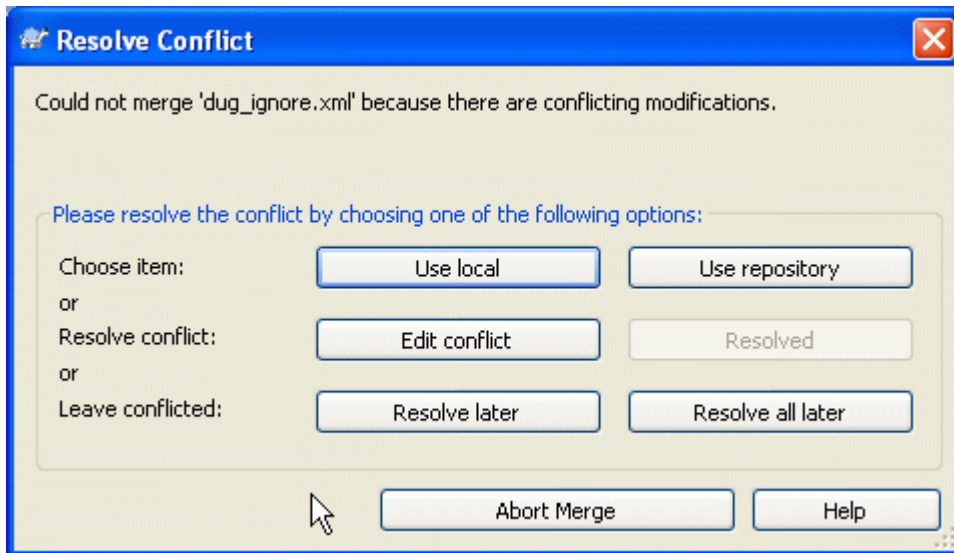 Resolve Conflict
Could not merge 'dug_ignore.xml' because there are conflicting modifications.
Please resolve the conflict by choosing one of the following options:
Choose item: Use local Use repository
or
Resolve conflict: Edit conflict Resolved
or
Leave conflicted: Resolve later Resolve all later
Abort Merge Help